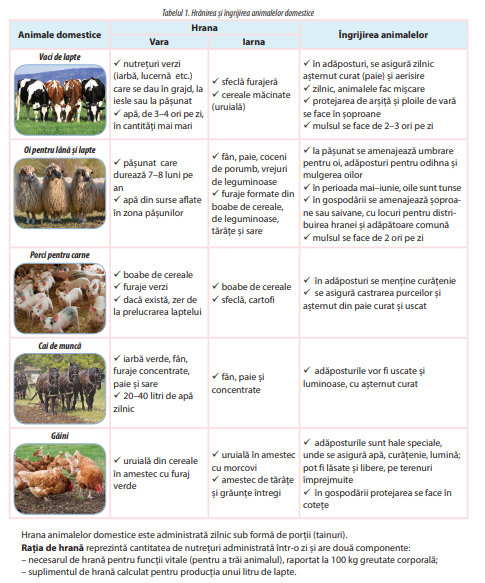 Tabelul 1. Hrănirea și îngrijirea animalelor domestice
Animale domestice
Hrana
Îngrijirea animalelor
Vara
Iarna
Vaci de lapte
✓ nutrețuri verzi
(iarbă, lucernă etc.)
care se dau în grajd, la
iesle sau la pășunat
✓ apă, de 3–4 ori pe zi,
în cantități mai mari
✓ sfeclă furajeră
✓ cereale măcinate
(uruială)
✓ în adăposturi, se asigură zilnic
așternut curat (paie) și aerisire
✓ zilnic, animalele fac mișcare
✓ protejarea de arșiță și ploile de vară
se face în șoproane
✓ mulsul se face de 2–3 ori pe zi
Oi pentru lână și lapte
✓ pășunat care
durează 7–8 luni pe
an
✓ apă din surse aflate
în zona pășunilor
✓ fân, paie, coceni
de porumb, vrejuri
de leguminoase
✓ furaje formate din
boabe de cereale,
de leguminoase,
tărâțe și sare
✓ la pășunat se amenajează umbrare
pentru oi, adăposturi pentru odihna și
mulgerea oilor
✓ în perioada mai–iunie, oile sunt tunse
✓ în gospodării se amenajează șoproa-
ne sau saivane, cu locuri pentru distri-
buirea hranei și adăpătoare comună
✓ mulsul se face de 2 ori pe zi
Porci pentru carne
✓ boabe de cereale
✓ furaje verzi
✓ dacă există, zer de
la prelucrarea laptelui
✓ boabe de cereale
✓ sfeclă, cartofi
✓ în adăposturi se menține curățenie
✓ se asigură castrarea purceilor și
așternut din paie curat și uscat
Cai de muncă
✓ iarbă verde, fân,
furaje concentrate,
paie și sare
✓ 20–40 litri de apă
zilnic
✓ fân, paie și
concentrate
✓ adăposturile vor fi uscate și
luminoase, cu așternut curat
Găini
✓ uruială din cereale
în amestec cu furaj
verde
✓ uruială în amestec
cu morcovi
✓ amestec de tărâțe
și grăunțe întregi
✓ adăposturile sunt hale speciale,
unde se asigură apă, curățenie, lumină;
pot fi lăsate și libere, pe terenuri
împrejmuite
✓ în gospodării protejarea se face în
cotețe
Hrana animalelor domestice este administrată zilnic sub formă de porții (tainuri).
Rația de hrană reprezintă cantitatea de nutrețuri administrată într-o zi și are două componente:
– necesarul de hrană pentru funcții vitale (pentru a trăi animalul), raportat la 100 kg greutate corporală;
– suplimentul de hrană calculat pentru producția unui litru de lapte.